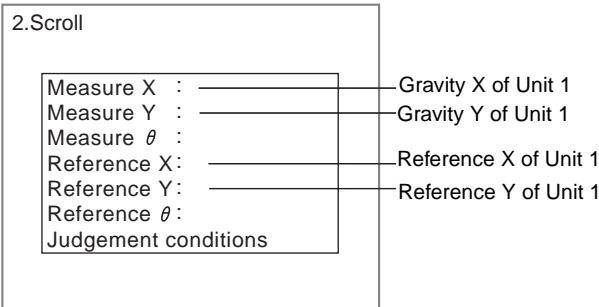 2.Scroll
Measure X : Gravity X of Unit 1
Measure Y : Gravity Y of Unit 1
Measure θ :
Reference X: Reference X of Unit 1
Reference Y: Reference Y of Unit 1
Reference θ:
Judgement conditions